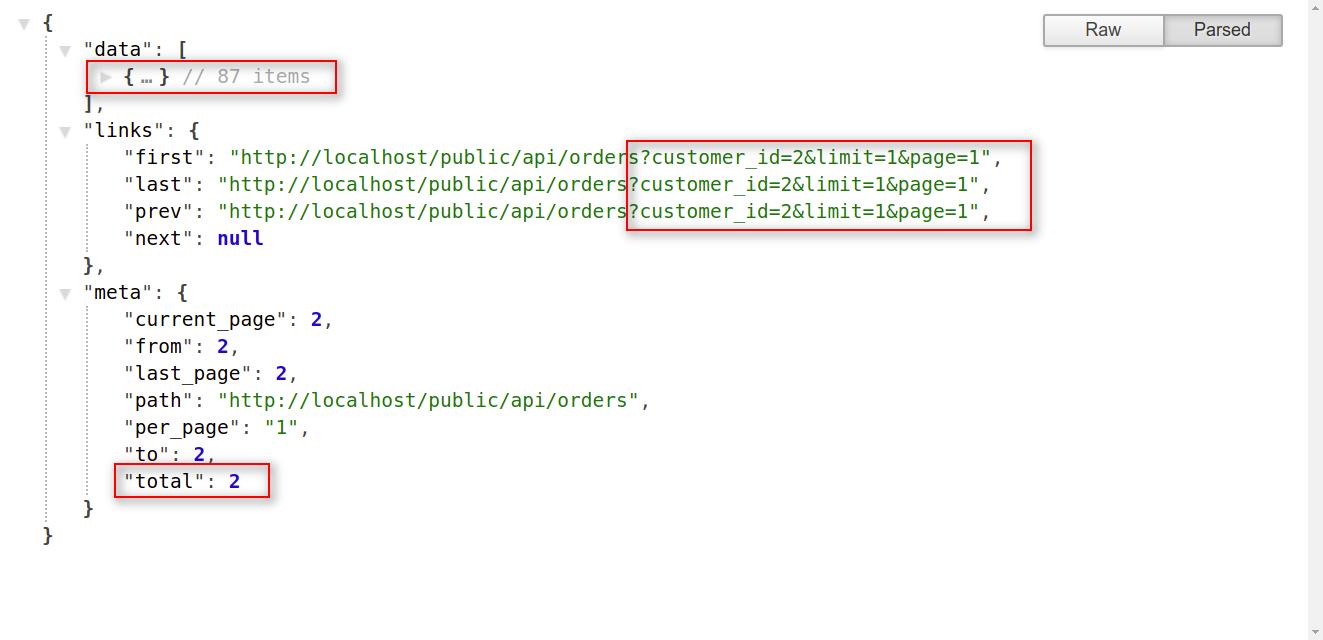 {
Raw Parsed
"data": [
{ … } // 87 items
],
"links": {
"first": "http://localhost/public/api/orders?customer_id=2&limit=1&page=1",
"last": "http://localhost/public/api/orders?customer_id=2&limit=1&page=1",
"prev": "http://localhost/public/api/orders?customer_id=2&limit=1&page=1",
"next": null
},
"meta": {
"current_page": 2,
"from": 2,
"last_page": 2,
"path": "http://localhost/public/api/orders",
"per_page": "1",
"to": 2,
"total": 2
}
}